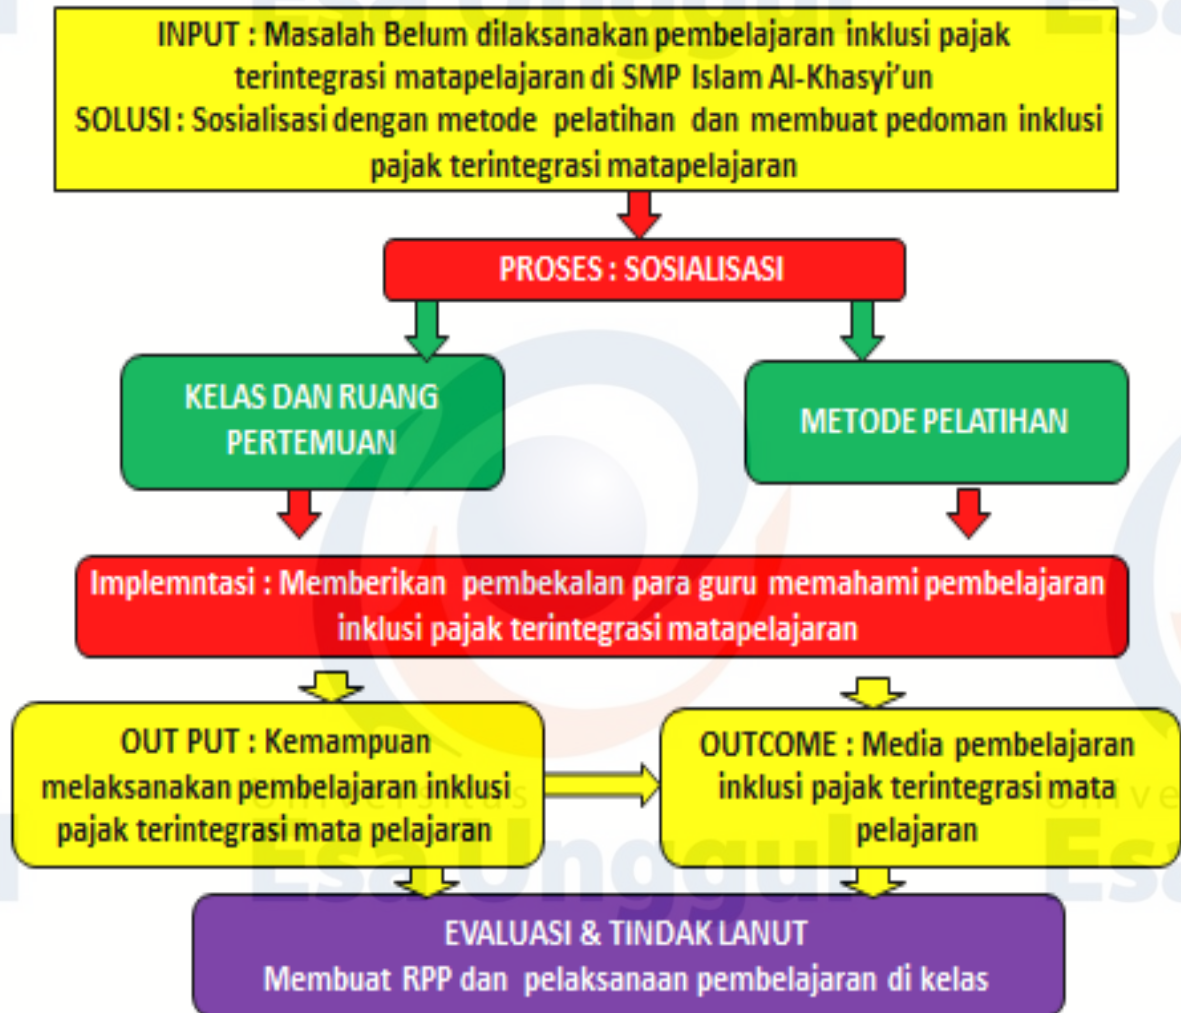 INPUT : Masalah Belum dilaksanakan pembelajaran inklusi pajak
terintegrasi matapelajaran di SMP Islam Al-Khasyi'un
SOLUSI : Sosialisasi dengan metode pelatihan dan membuat pedoman inklusi
pajak terintegrasi matapelajaran
PROSES : SOSIALISASI
KELAS DAN RUANG
PERTEMUAN
METODE PELATIHAN
Implemntasi : Memberikan pembekalan para guru memahami pembelajaran
inklusi pajak terintegrasi matapelajaran
OUT PUT : Kemampuan
melaksanakan pembelajaran inklusi
pajak terintegrasi mata pelajaran
OUTCOME : Media pembelajaran
inklusi pajak terintegrasi mata
pelajaran
Universitas
Esa Unggul
EVALUASI & TINDAK LANUT
Membuat RPP dan pelaksanaan pembelajaran di kelas